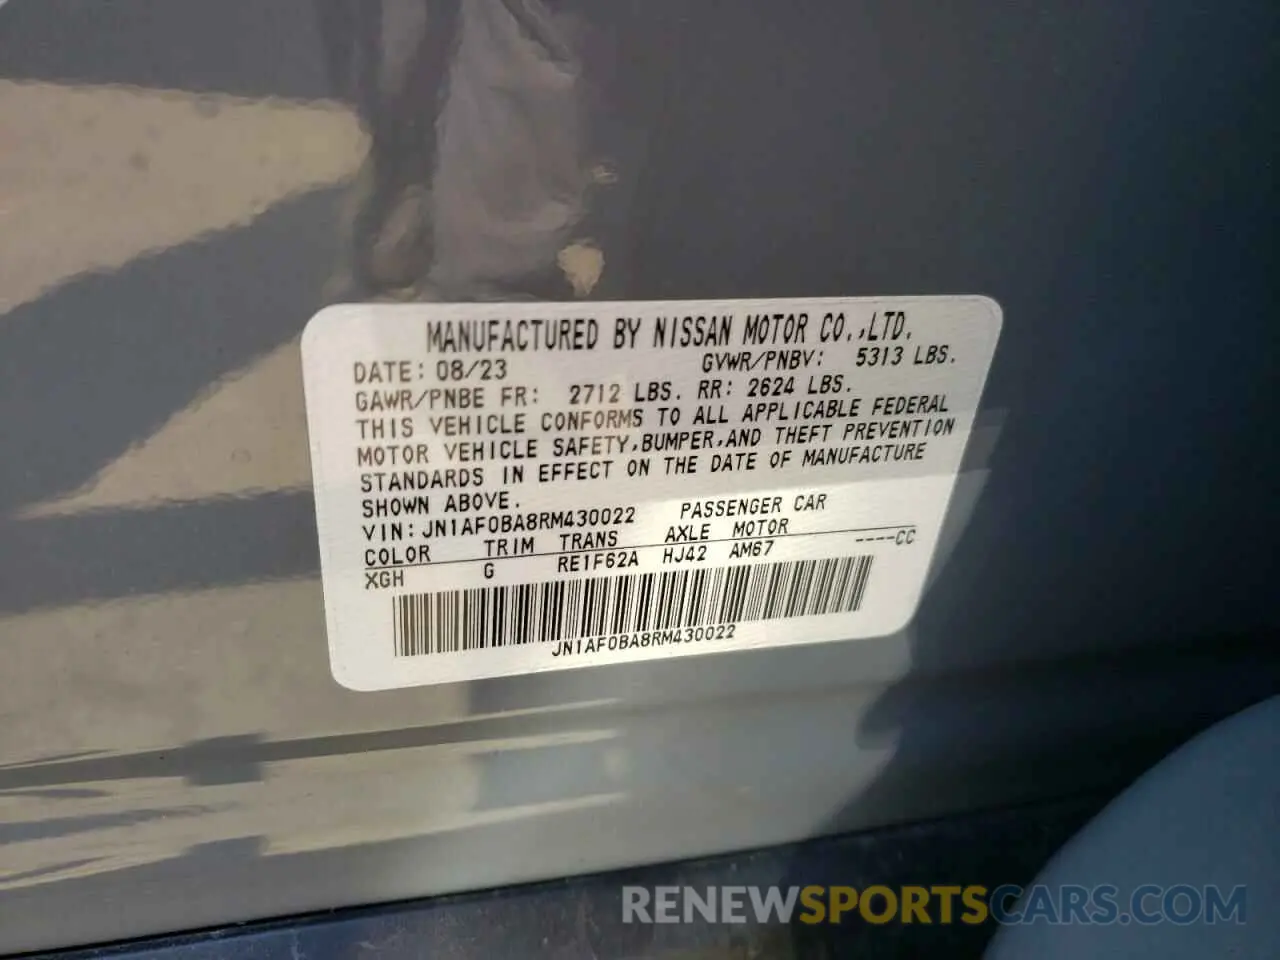 MANUFACTURED BY NISSAN MOTOR CO.,LTD.
DATE: 08/23 GVWR/PNBV: 5313 LBS.
GAWR/PNBE FR: 2712 LBS. RR: 2624 LBS.
THIS VEHICLE CONFORMS TO ALL APPLICABLE FEDERAL
MOTOR VEHICLE SAFETY,BUMPER,AND THEFT PREVENTION
STANDARDS IN EFFECT ON THE DATE OF MANUFACTURE
SHOWN ABOVE.
VIN: JN1AF0BA8RM430022 PASSENGER CAR
COLOR TRIM TRANS AXLE MOTOR
XGH G RE1F62A HJ42 AM67 ----CC
JN1AF0BA8RM430022
RENEWSPORTSCARS.COM